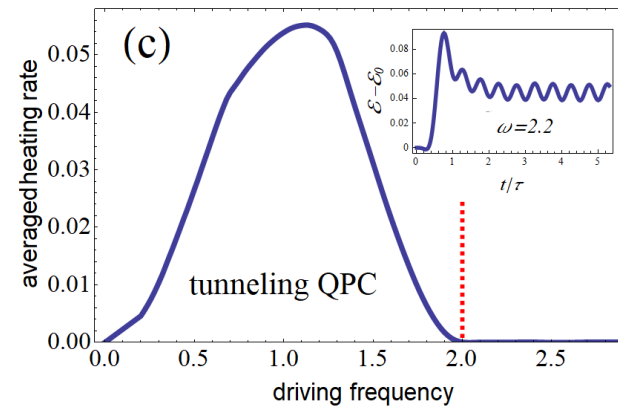 (c)
averaged heating rate
0.05
0.04
0.03
0.02
0.01
0.00
0.0 0.5 1.0 1.5 2.0 2.5
driving frequency
tunneling QPC
ℰ−ℰ0
0.08
0.06
0.04
0.02
0
0 1 2 3 4 5
t/τ
ω=2.2